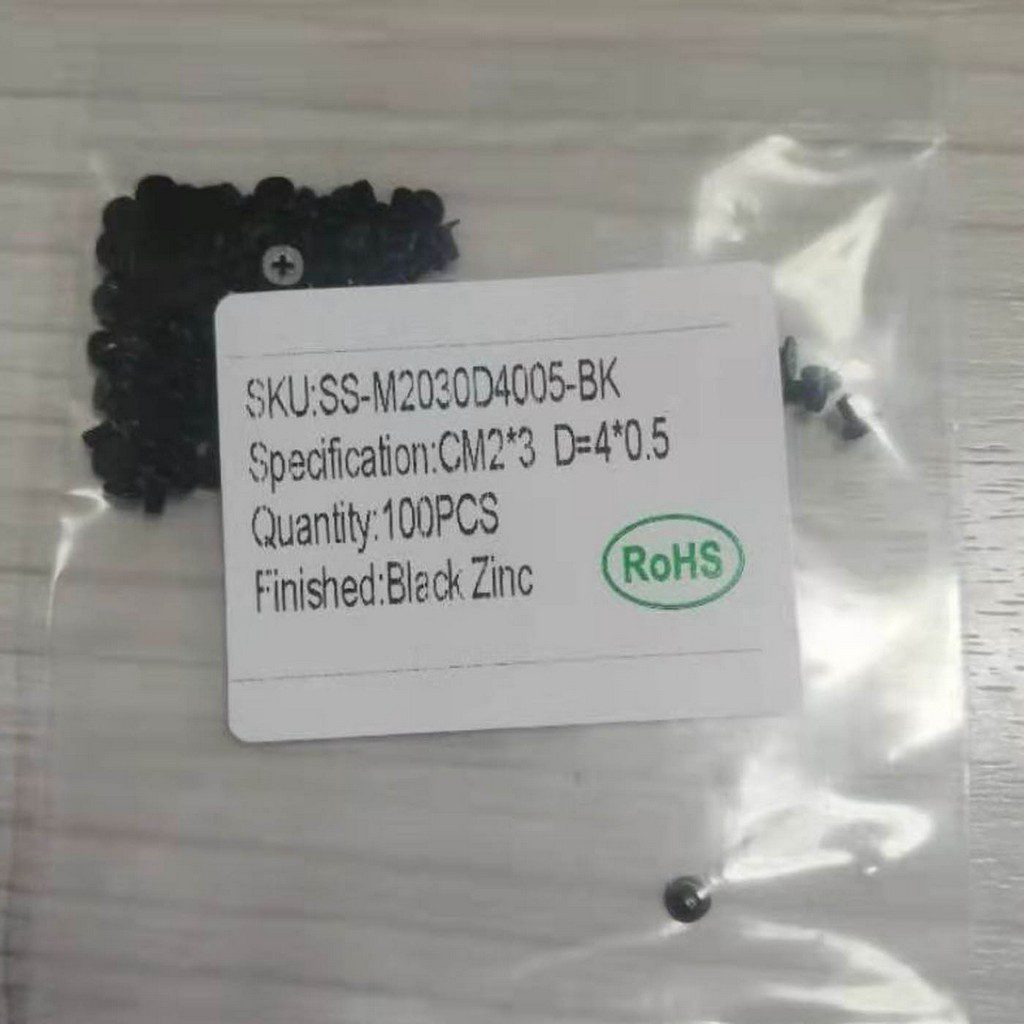 SKU:SS-M2030D4005-BK
Specification:CM2*3 D=4*0.5
Quantity:100PCS
Finished:Black Zinc
RoHS